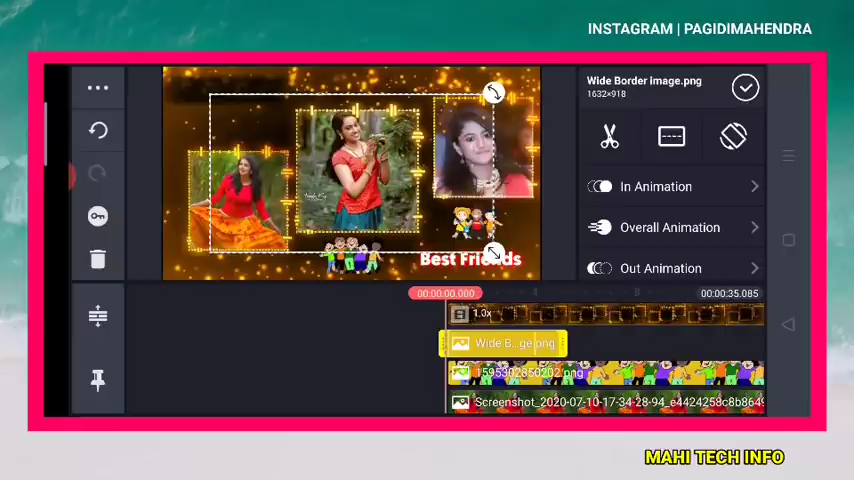 INSTAGRAM | PAGIDIMAHENDRA
Wide Border image.png
1632×918
In Animation
Overall Animation
Best Friends
Out Animation
00:00:00.000
00:00:35.085
1.0x
Wide B...ge.png
1595302850202.png
Screenshot_2020-07-10-17-34-28-94_e4424258c8b8649
MAHI TECH INFO